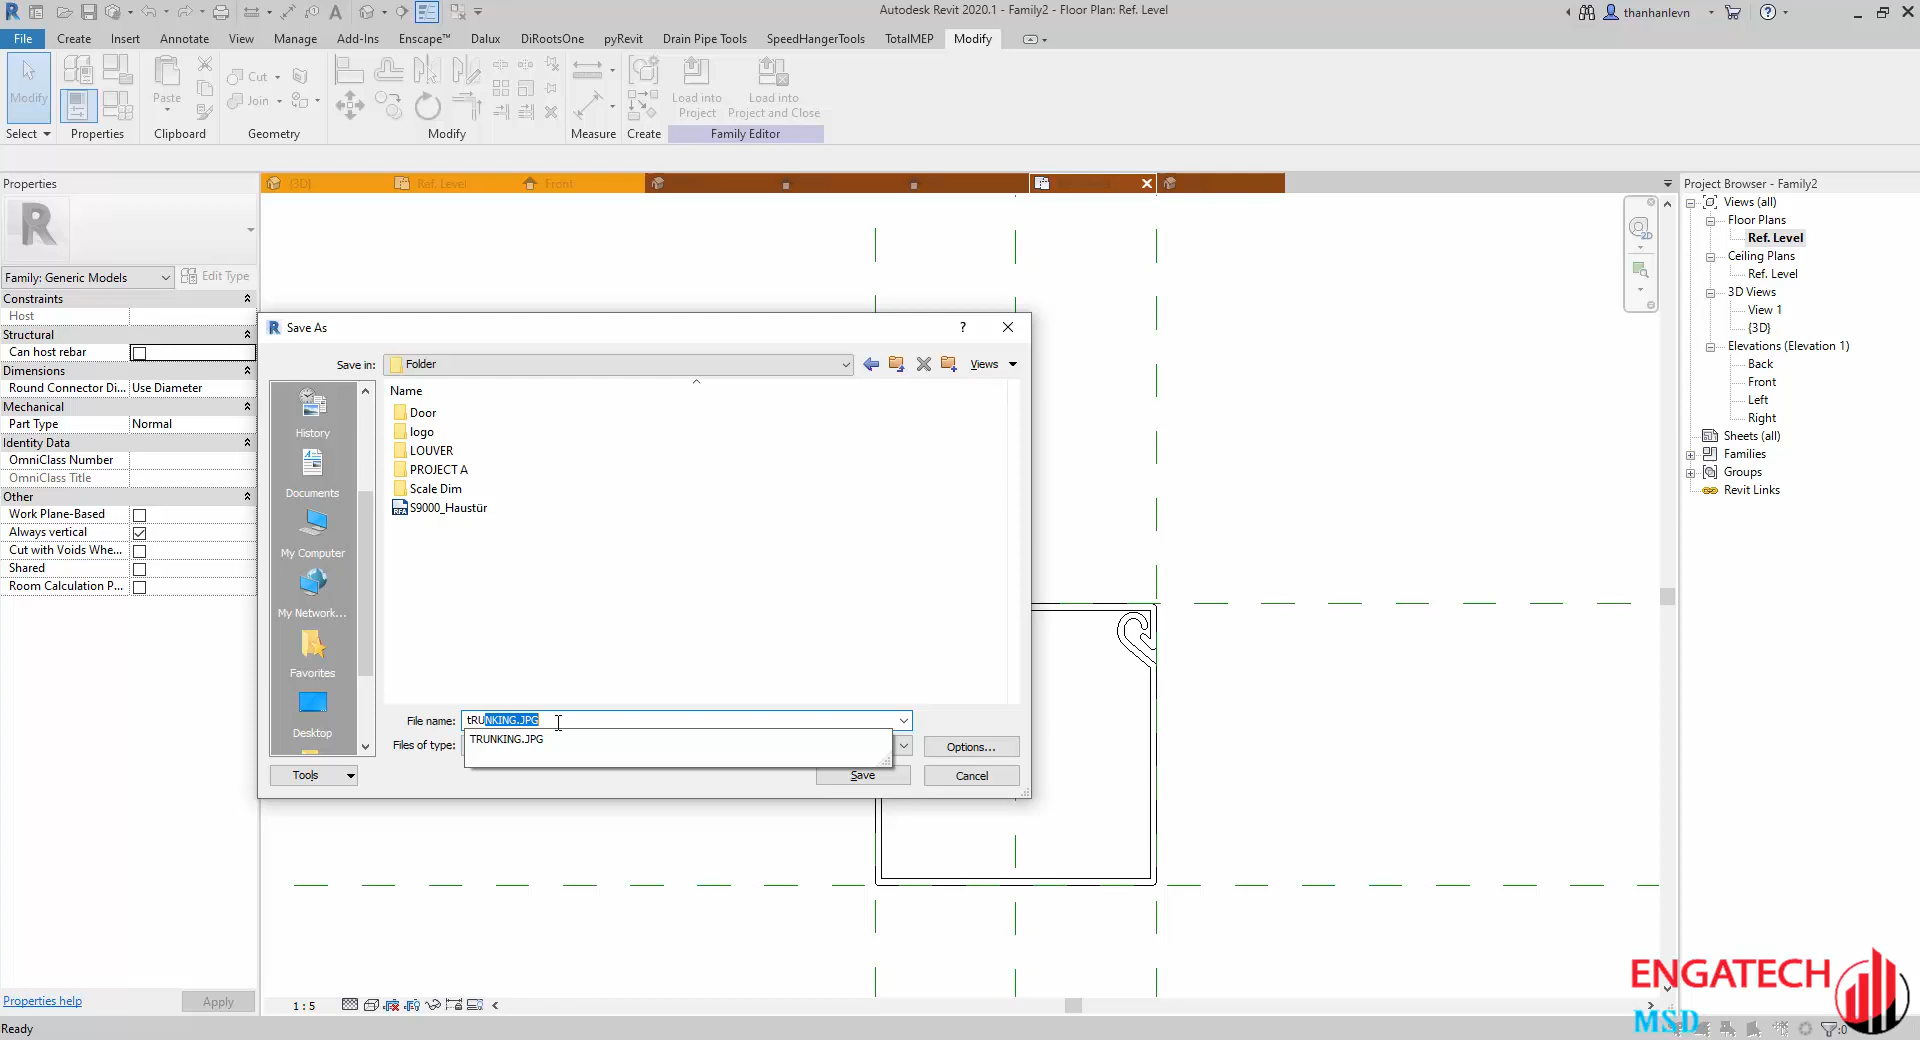 Autodesk Revit 2020.1 - Family2 - Floor Plan: Ref. Level
thanhanlevn
File
Create
Insert
Annotate
View
Manage
Add-Ins
Enscape™
Dalux
DiRootsOne
pyRevit
Drain Pipe Tools
SpeedHangerTools
TotalMEP
Modify
Modify
Paste
Cut
Join
Load into
Project
Load into
Project and Close
Select
Properties
Clipboard
Geometry
Modify
Measure
Create
Family Editor
Properties
{3D}
Ref. Level
Front
Project Browser - Family2
Family: Generic Models
Edit Type
Constraints
Host
Structural
Can host rebar
Dimensions
Round Connector Di...
Use Diameter
Mechanical
Part Type
Normal
Identity Data
OmniClass Number
OmniClass Title
Other
Work Plane-Based
Always vertical
Cut with Voids Whe...
Shared
Room Calculation P...
Properties help
Apply
Ready
Save As
Save in:
Folder
Views
Name
Door
logo
LOUVER
PROJECT A
Scale Dim
S9000_Haustür
History
Documents
My Computer
My Network...
Favorites
Desktop
File name:
tRUNKING.JPG
Files of type:
TRUNKING.JPG
Options...
Tools
Save
Cancel
2D
Views (all)
Floor Plans
Ref. Level
Ceiling Plans
Ref. Level
3D Views
View 1
{3D}
Elevations (Elevation 1)
Back
Front
Left
Right
Sheets (all)
Families
Groups
Revit Links
1 : 5
ENGATECH
MSD
:0